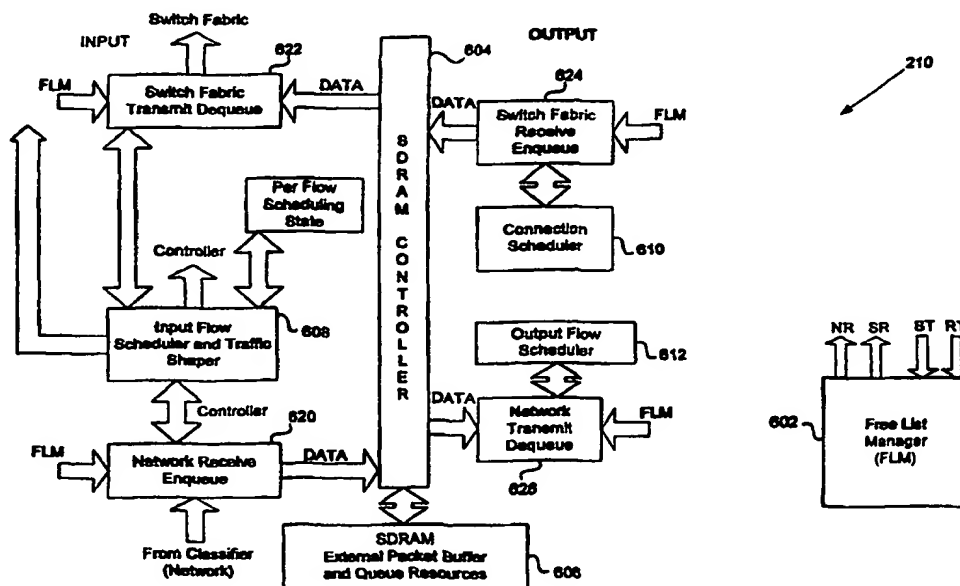 Switch Fabric
INPUT
622
FLM
Switch Fabric
Transmit Dequeue
DATA
604
SDRAM CONTROLLER
OUTPUT
624
DATA
Switch Fabric
Receive
Enqueue
FLM
210
Per Flow
Scheduling
State
Connection
Scheduler
610
Controller
Input Flow
Scheduler and Traffic
Shaper
608
Output Flow
Scheduler
612
NR
SR
ST
602
Free List
Manager
(FLM)
Controller
620
FLM
Network Receive
Enqueue
DATA
DATA
Network
Transmit
Dequeue
FLM
626
From Classifier
(Network)
SDRAM
External Packet Buffer
and Queue Resources
606